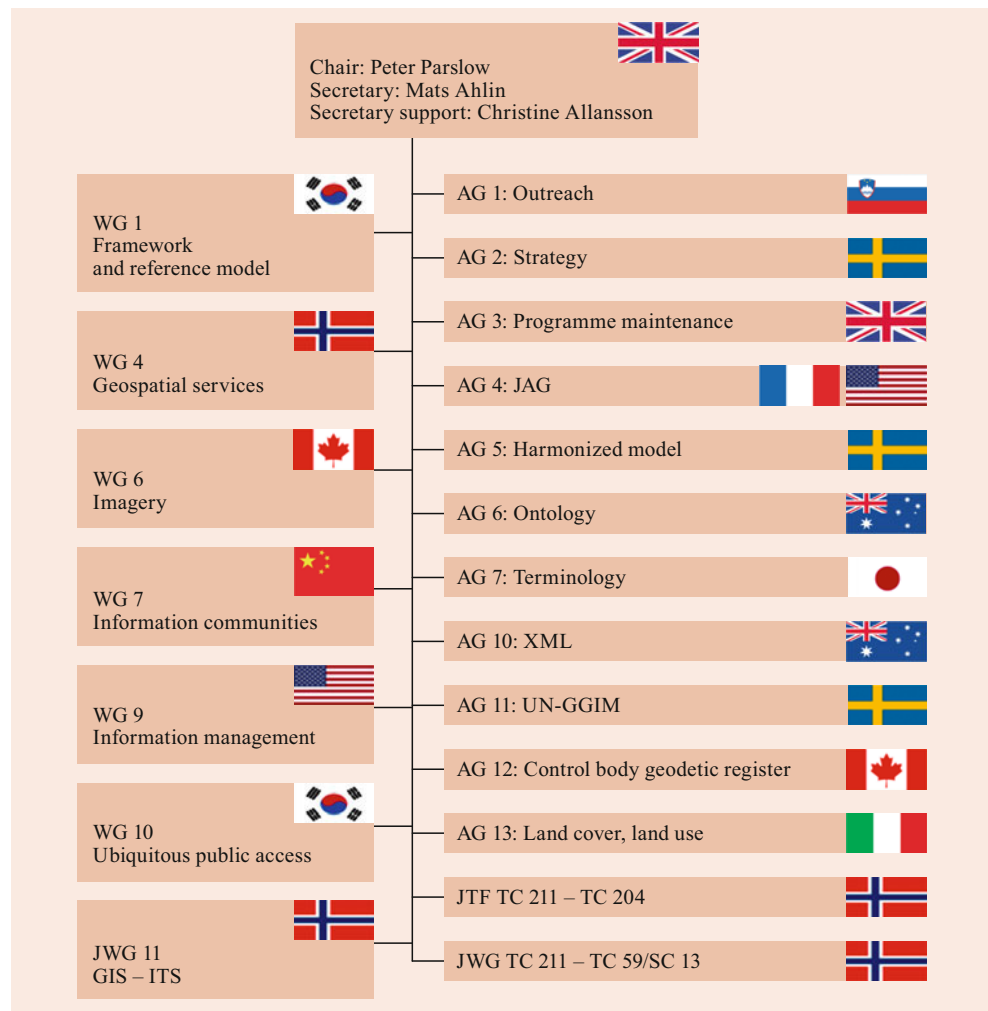 Chair: Peter Parslow
Secretary: Mats Ahlin
Secretary support: Christine Allansson
WG 1
Framework
and reference model
WG 4
Geospatial services
WG 6
Imagery
WG 7
Information communities
WG 9
Information management
WG 10
Ubiquitous public access
JWG 11
GIS – ITS
AG 1: Outreach
AG 2: Strategy
AG 3: Programme maintenance
AG 4: JAG
AG 5: Harmonized model
AG 6: Ontology
AG 7: Terminology
AG 10: XML
AG 11: UN-GGIM
AG 12: Control body geodetic register
AG 13: Land cover, land use
JTF TC 211 – TC 204
JWG TC 211 – TC 59/SC 13